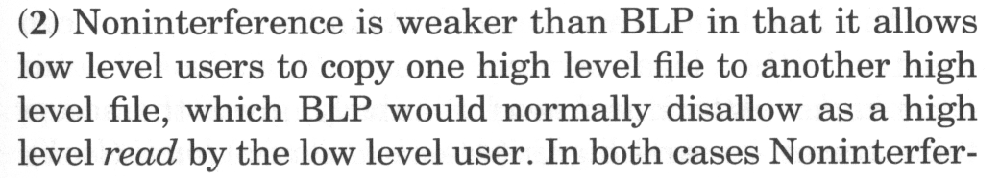 (2) Noninterference is weaker than BLP in that it allows
low level users to copy one high level file to another high
level file, which BLP would normally disallow as a high
level read by the low level user. In both cases Noninterfer-